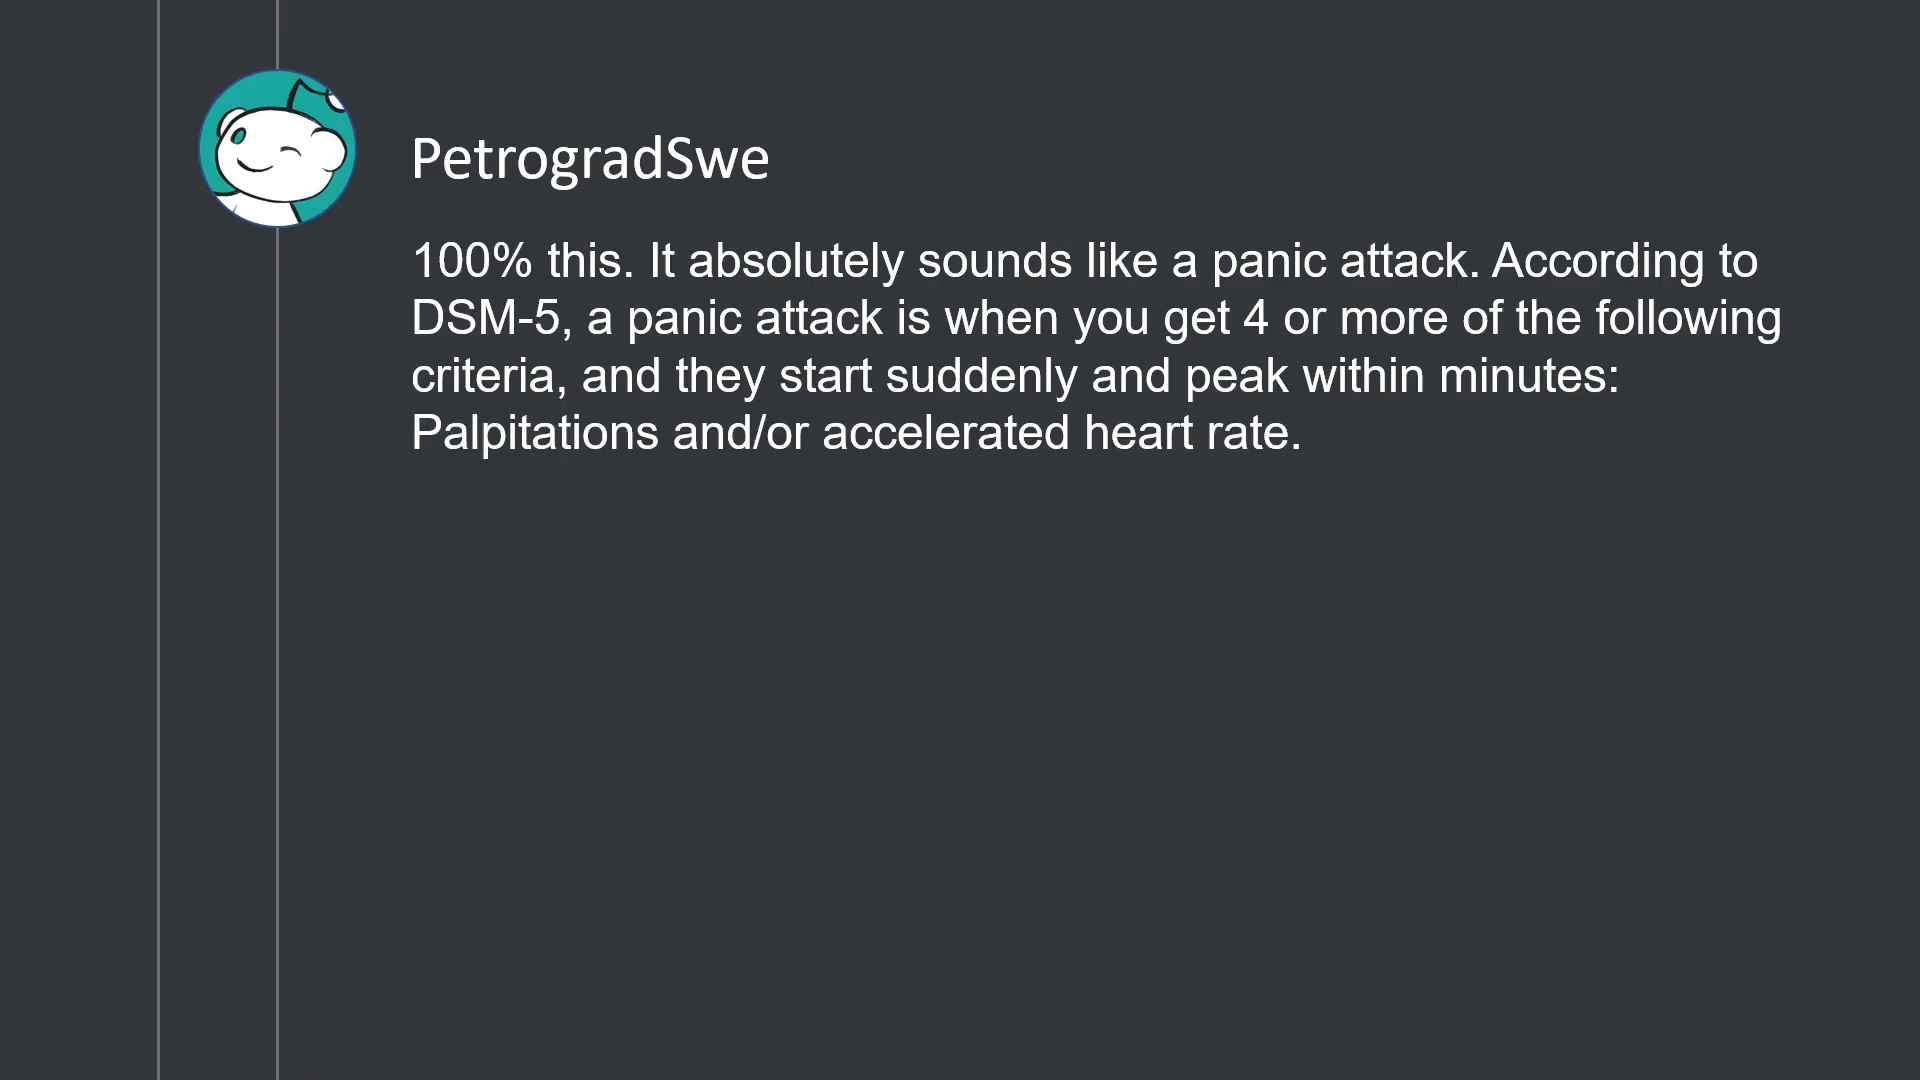 PetrogradSwe
100% this. It absolutely sounds like a panic attack. According to
DSM-5, a panic attack is when you get 4 or more of the following
criteria, and they start suddenly and peak within minutes:
Palpitations and/or accelerated heart rate.